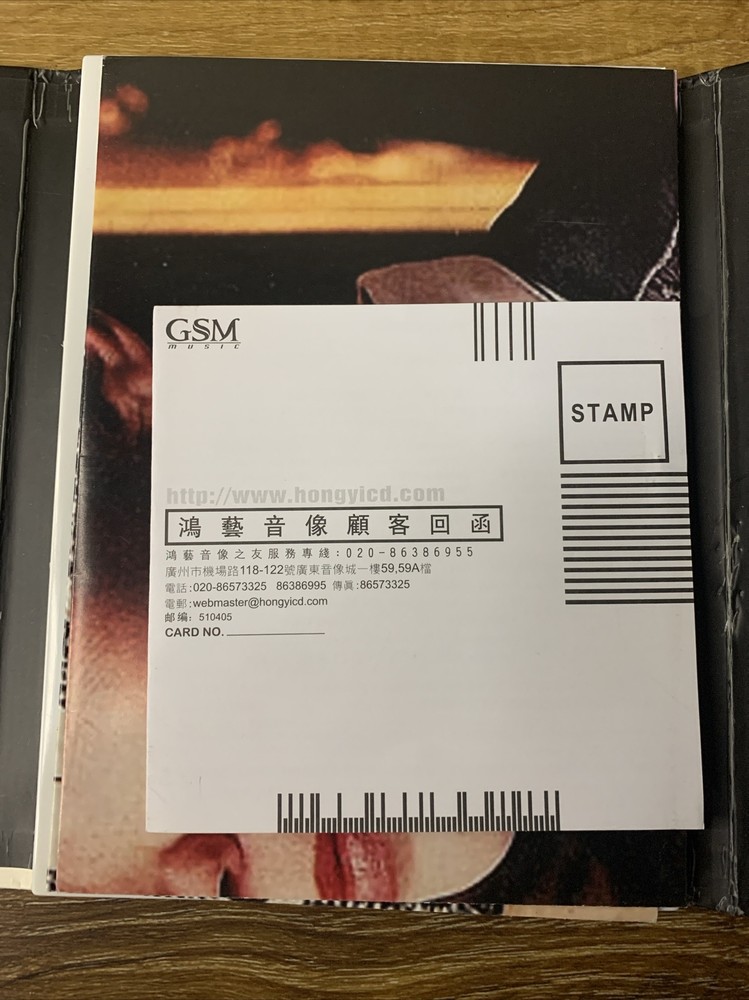 GSM
MUSIC
STAMP
http://www.hongyicd.com
鴻藝音像顧客回函
鴻藝音像之友服務專綫:020-86386955
廣州市機場路118-122號廣東音像城一樓59,59A檔
電話:020-86573325 86386995 傳眞:86573325
電郵:webmaster@hongyicd.com
邮编: 510405
CARD NO.